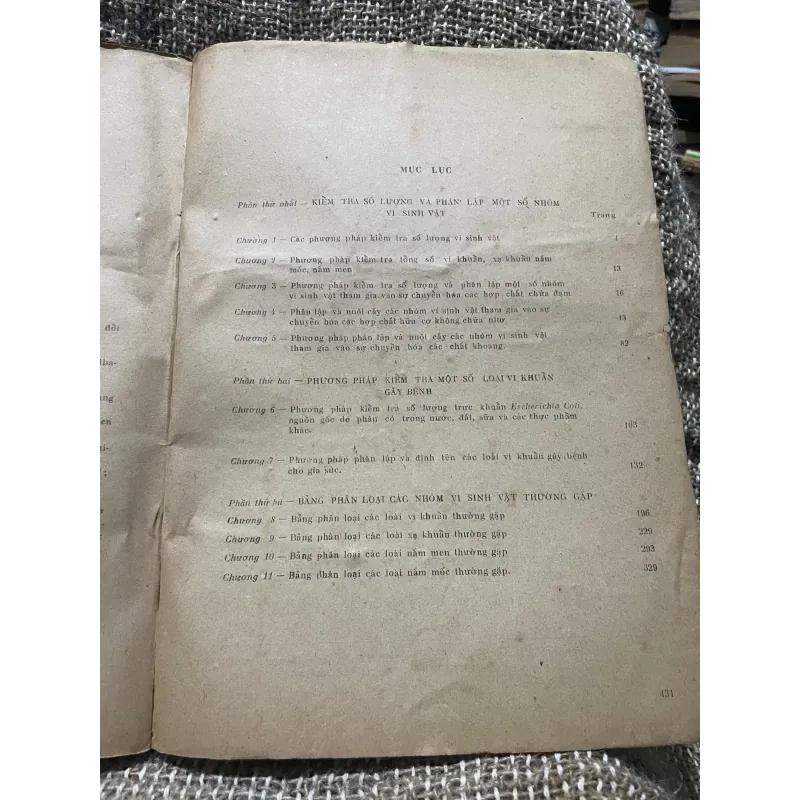 đồi
lha-
ung
men
ti-
MỤC LỤC
Phần thứ nhất — KIỂM TRA SỐ LƯỢNG VÀ PHÂN LẬP MỘT SỐ NHÓM
VI SINH VẬT
Trang
Chương 1 — Các phương pháp kiểm tra số lượng vi sinh vật 1
Chương 2 — Phương pháp kiểm tra tổng số vi khuẩn, xạ khuẩn nấm
mốc, nấm men 13
Chương 3 — Phương pháp kiểm tra số lượng và phân lập một số nhóm
vi sinh vật tham gia vào sự chuyển hóa các hợp chất chứa đạm 16
Chương 4 — Phân lập và nuôi cấy các nhóm vi sinh vật tham gia vào sự
chuyển hóa các hợp chất hữu cơ không chứa nitơ 43
Chương 5 — Phương pháp phân lập và nuôi cấy các nhóm vi sinh vật
tham gia vào sự chuyển hóa các chất khoáng. 82
Phần thứ hai — PHƯƠNG PHÁP KIỂM TRA MỘT SỐ LOẠI VI KHUẨN
GÂY BỆNH
Chương 6 — Phương pháp kiểm tra số lượng trực khuẩn Escherichia Coli,
nguồn gốc do phân có trong nước, đất, sữa và các thực phẩm
khác. 103
Chương 7 — Phương pháp phân lập và định tên các loài vi khuẩn gây bệnh
cho gia súc. 132
Phần thứ ba — BẢNG PHÂN LOẠI CÁC NHÓM VI SINH VẬT THƯỜNG GẶP
Chương 8 — Bảng phân loại các loài vi khuẩn thường gặp 196
Chương 9 — Bảng phân loại các loài xạ khuẩn thường gặp 229
Chương 10 — Bảng phân loại các loài nấm men thường gặp 293
Chương 11 — Bảng phân loại các loài nấm mốc thường gặp. 329
431